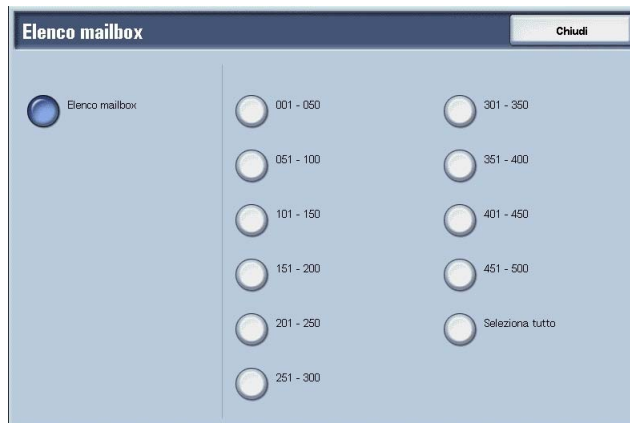 Elenco mailbox
Chiudi
Elenco mailbox
001 - 050
051 - 100
101 - 150
151 - 200
201 - 250
251 - 300
301 - 350
351 - 400
401 - 450
451 - 500
Seleziona tutto